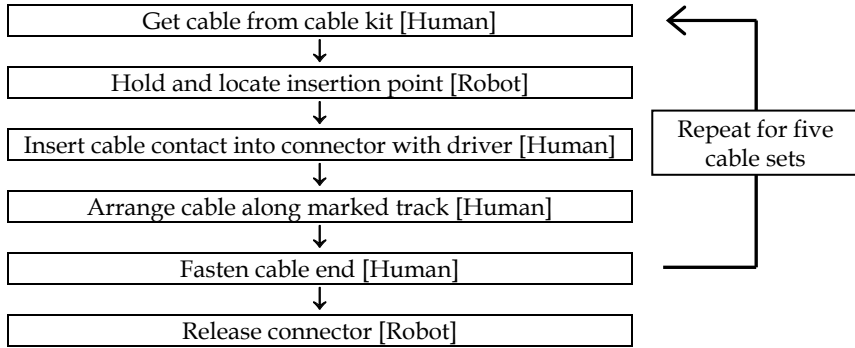 Get cable from cable kit [Human]
Hold and locate insertion point [Robot]
Insert cable contact into connector with driver [Human]
Arrange cable along marked track [Human]
Fasten cable end [Human]
Release connector [Robot]
Repeat for five
cable sets